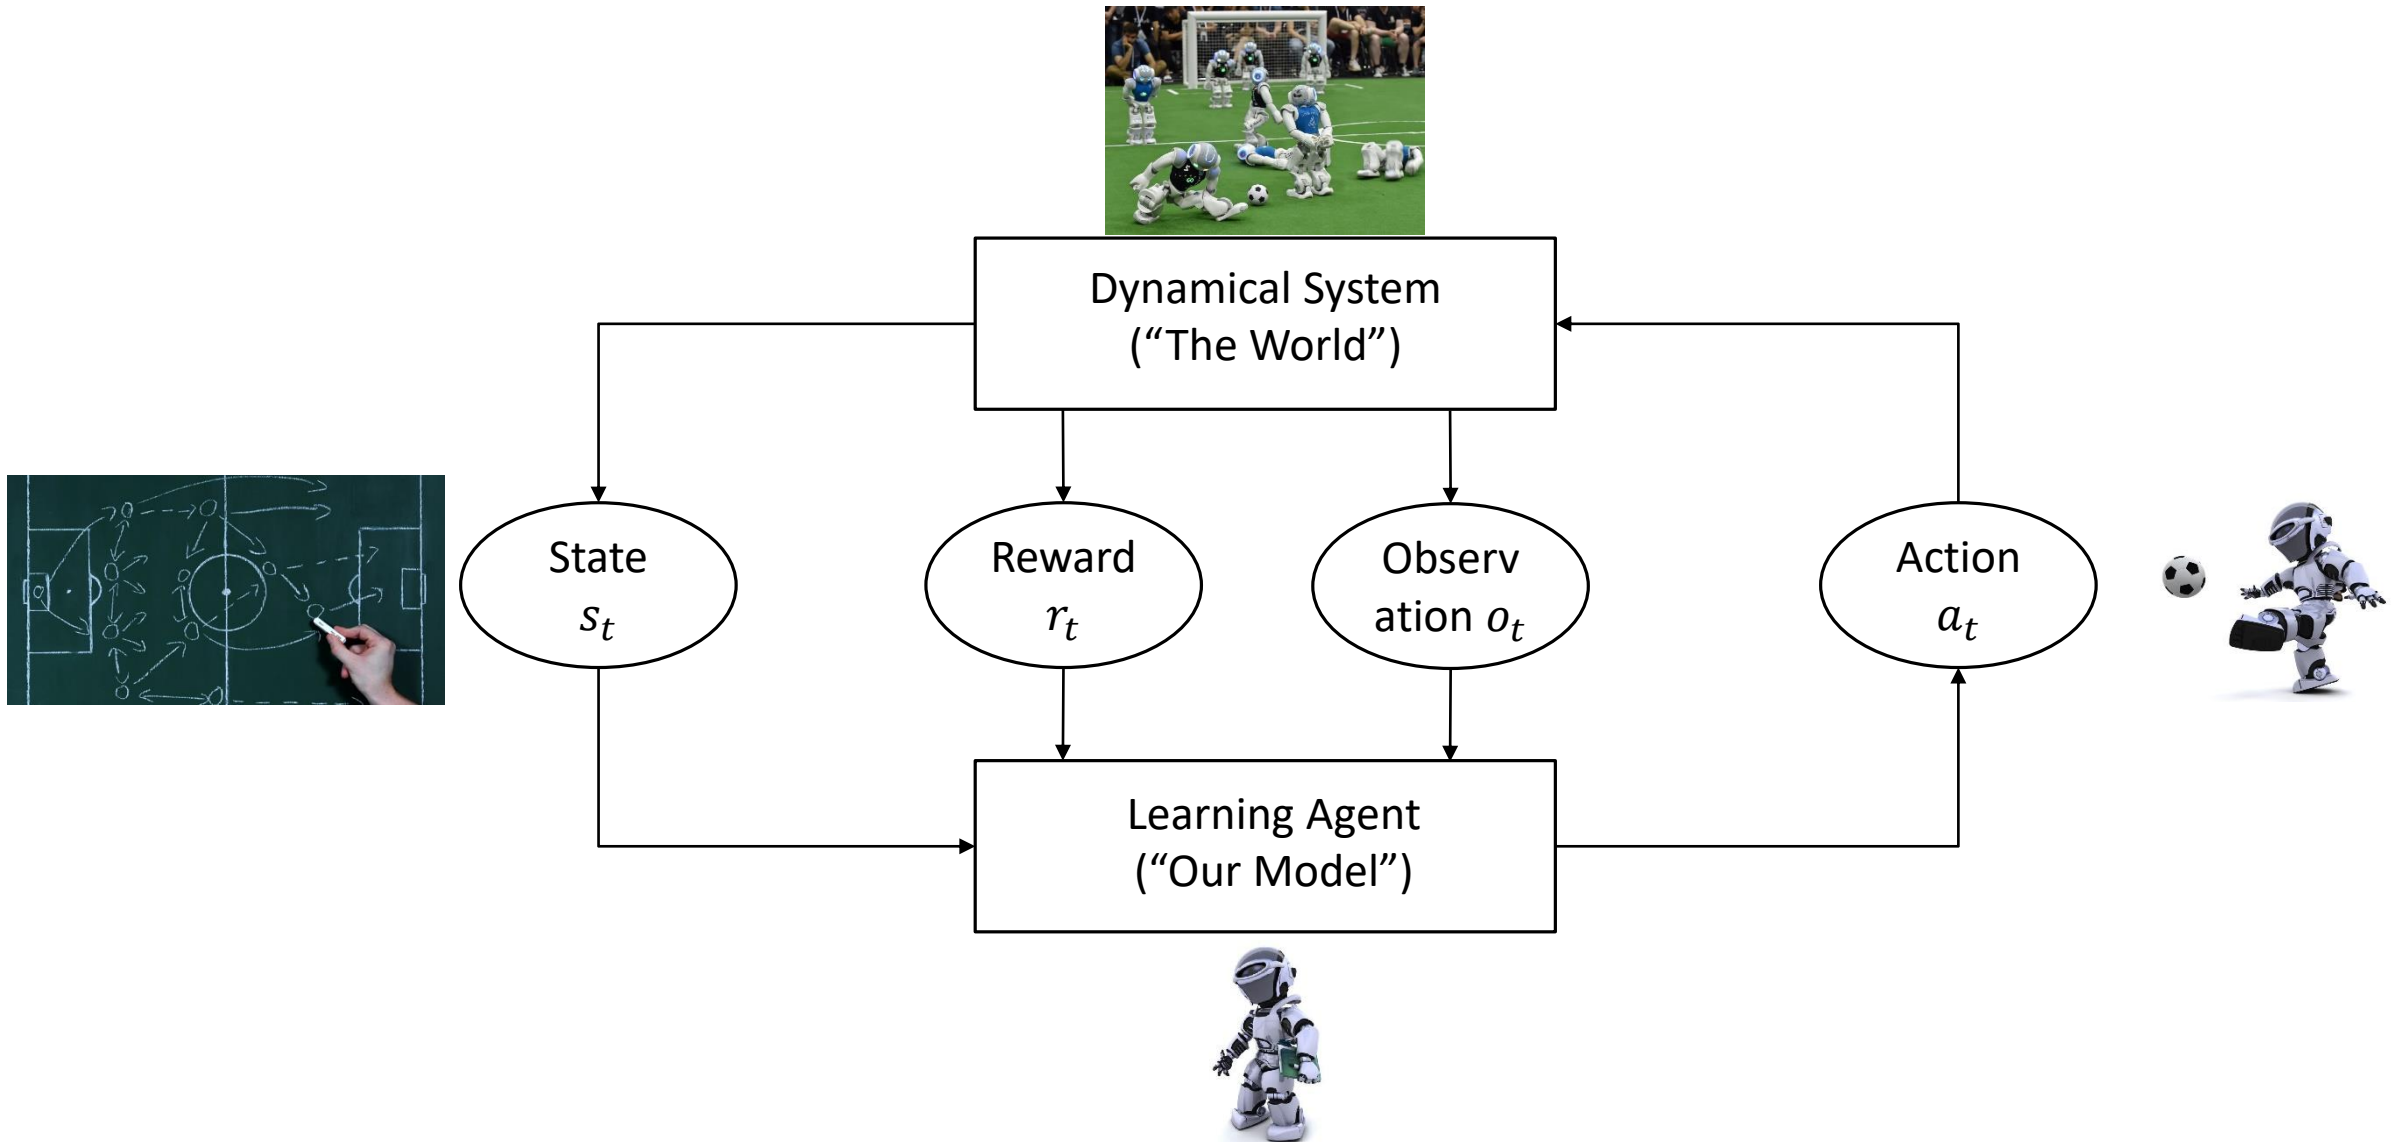 Dynamical System
(“The World”)
State
s_t
Reward
r_t
Observ
ation o_t
Action
a_t
Learning Agent
(“Our Model”)